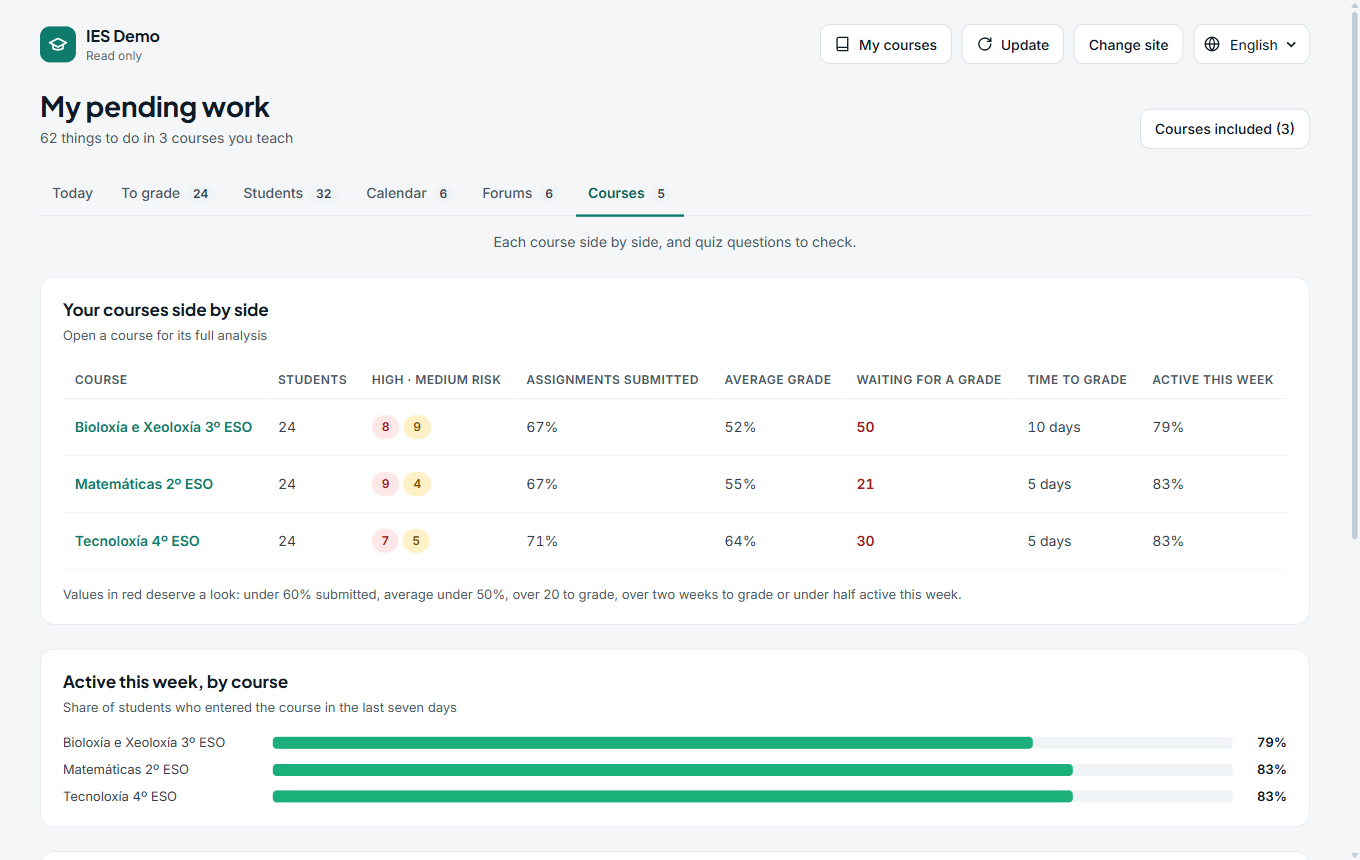 IES Demo
Read only
My courses
Update
Change site
English
My pending work
62 things to do in 3 courses you teach
Courses included (3)
Today
To grade 24
Students 32
Calendar 6
Forums 6
Courses 5
Each course side by side, and quiz questions to check.
Your courses side by side
Open a course for its full analysis
COURSE STUDENTS HIGH · MEDIUM RISK ASSIGNMENTS SUBMITTED AVERAGE GRADE WAITING FOR A GRADE TIME TO GRADE ACTIVE THIS WEEK
Bioloxía e Xeoloxía 3º ESO 24 8 9 67% 52% 50 10 days 79%
Matemáticas 2º ESO 24 9 4 67% 55% 21 5 days 83%
Tecnoloxía 4º ESO 24 7 5 71% 64% 30 5 days 83%
Values in red deserve a look: under 60% submitted, average under 50%, over 20 to grade, over two weeks to grade or under half active this week.
Active this week, by course
Share of students who entered the course in the last seven days
Bioloxía e Xeoloxía 3º ESO 79%
Matemáticas 2º ESO 83%
Tecnoloxía 4º ESO 83%